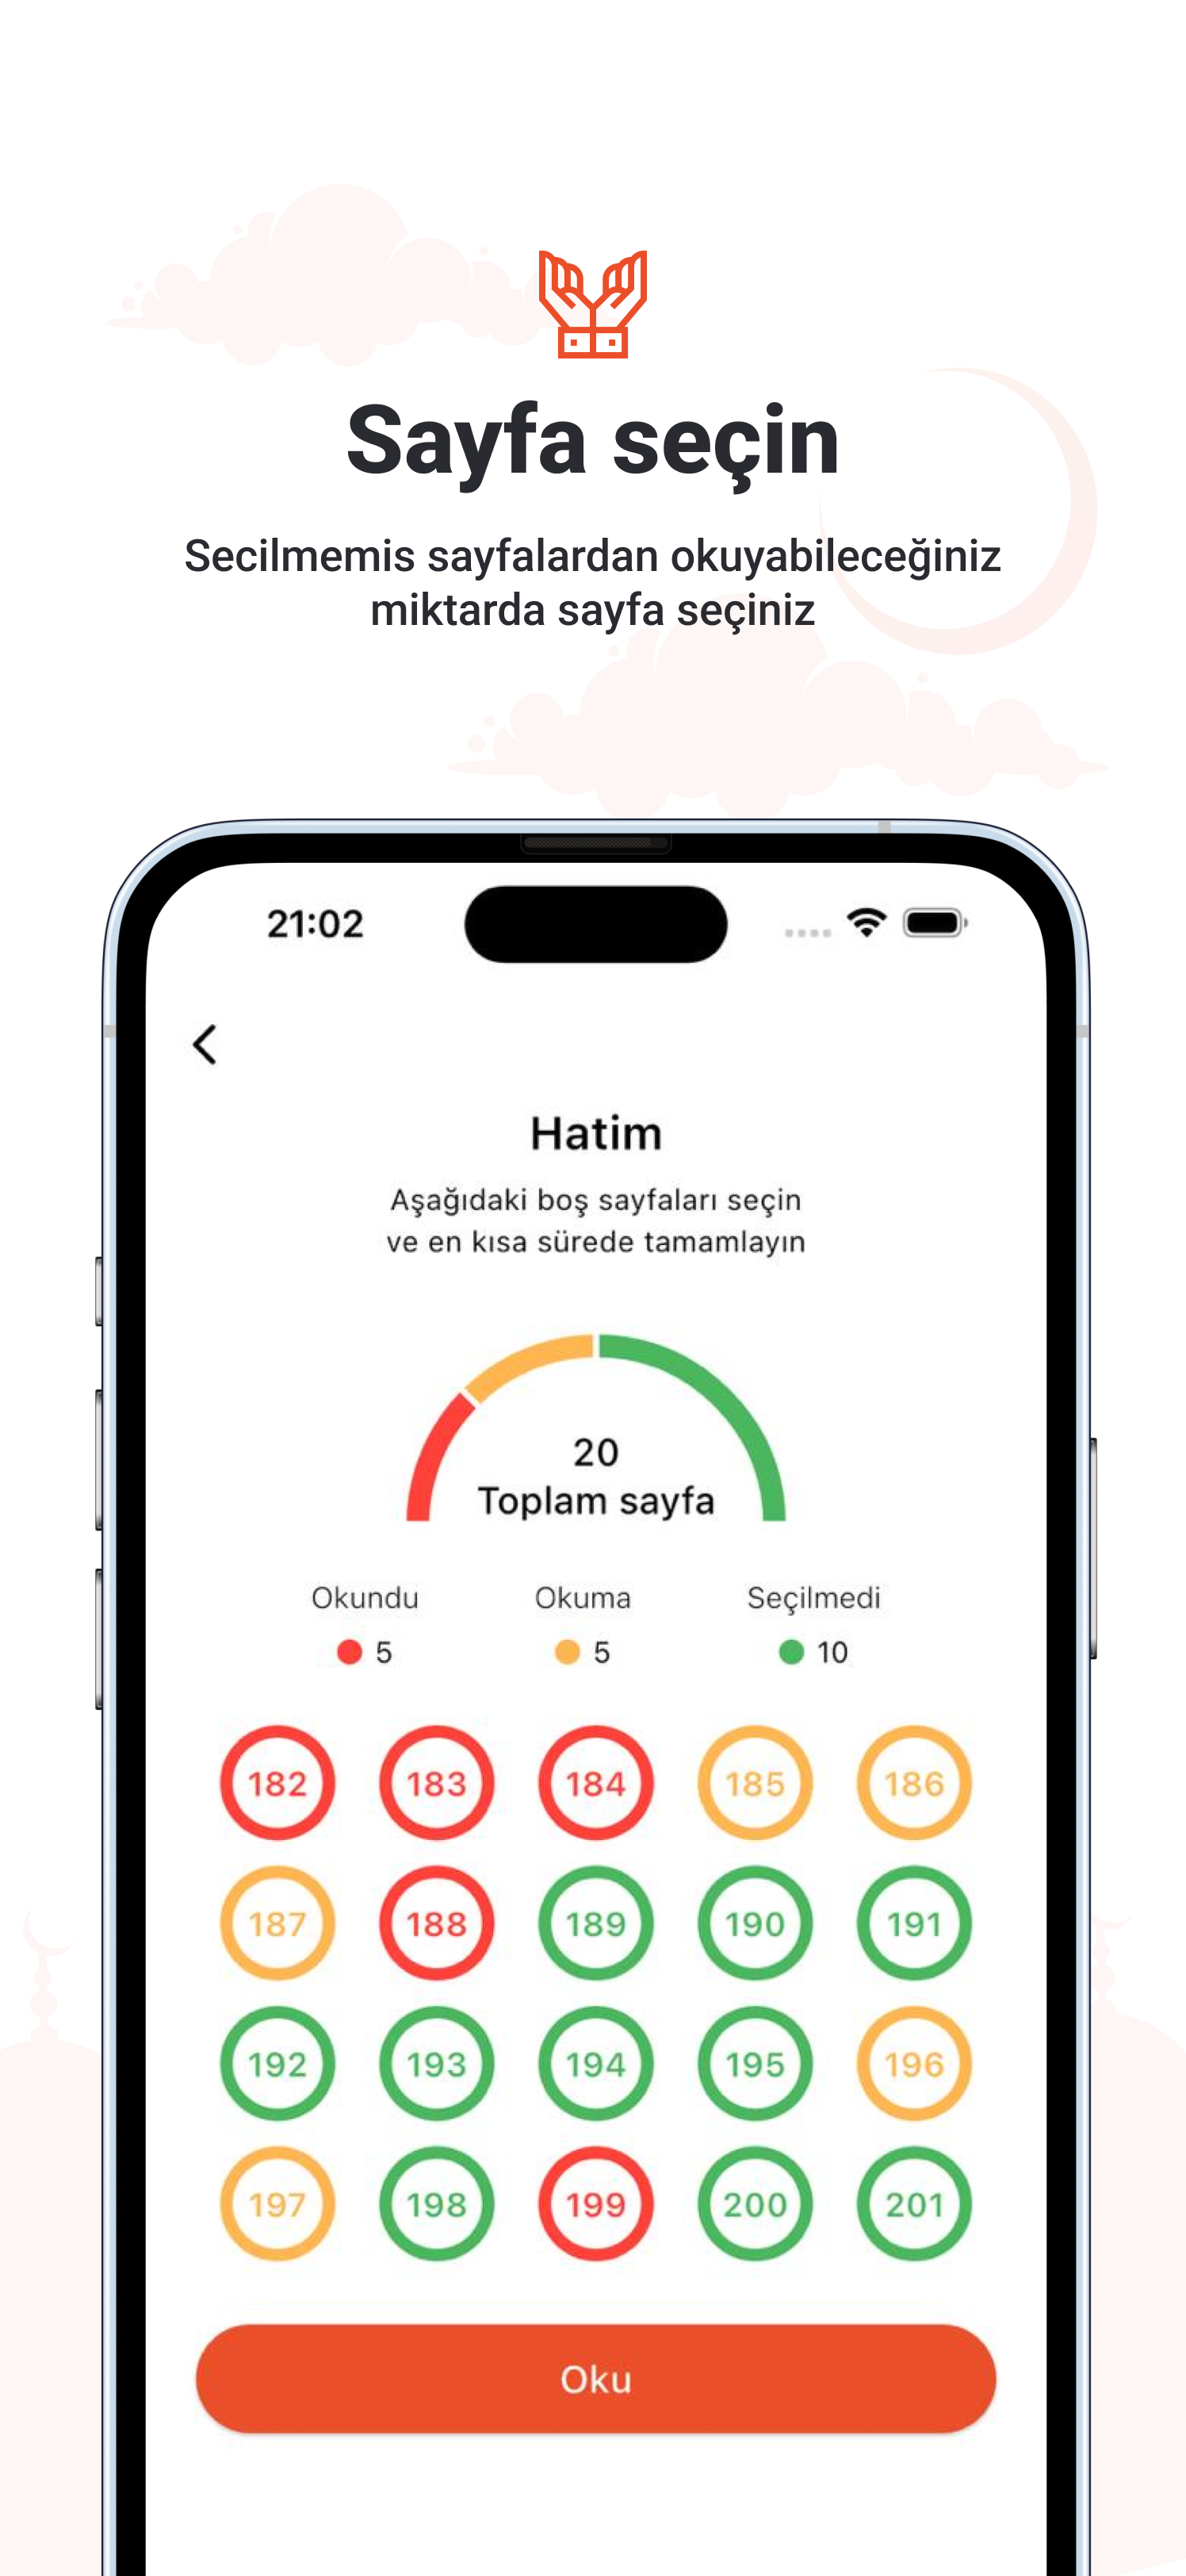 Sayfa seçin
Secilmemis sayfalardan okuyabileceğiniz
miktarda sayfa seçiniz
21:02
Hatim
Aşağıdaki boş sayfaları seçin
ve en kısa sürede tamamlayın
20
Toplam sayfa
Okundu Okuma Seçilmedi
5 5 10
182 183 184 185 186
187 188 189 190 191
192 193 194 195 196
197 198 199 200 201
Oku